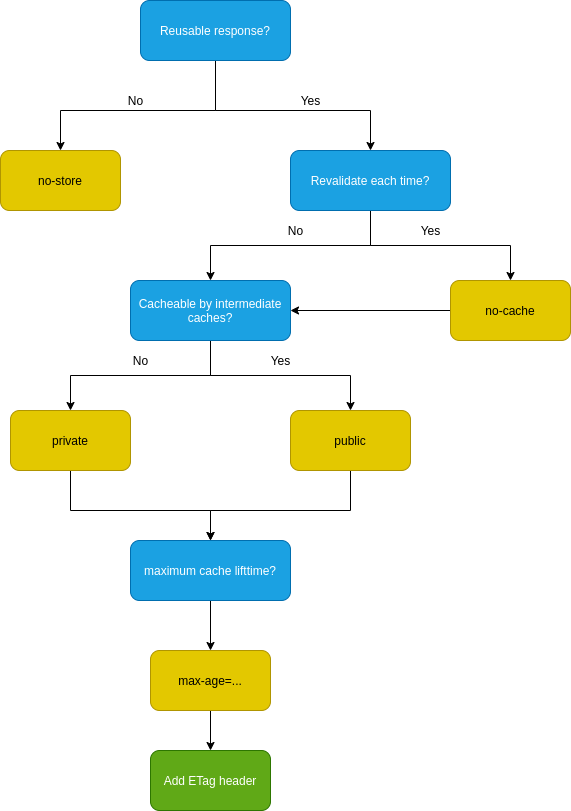 Reusable response?
No
Yes
no-store
Revalidate each time?
No
Yes
Cacheable by intermediate
caches?
no-cache
No
Yes
private
public
maximum cache lifttime?
max-age=...
Add ETag header